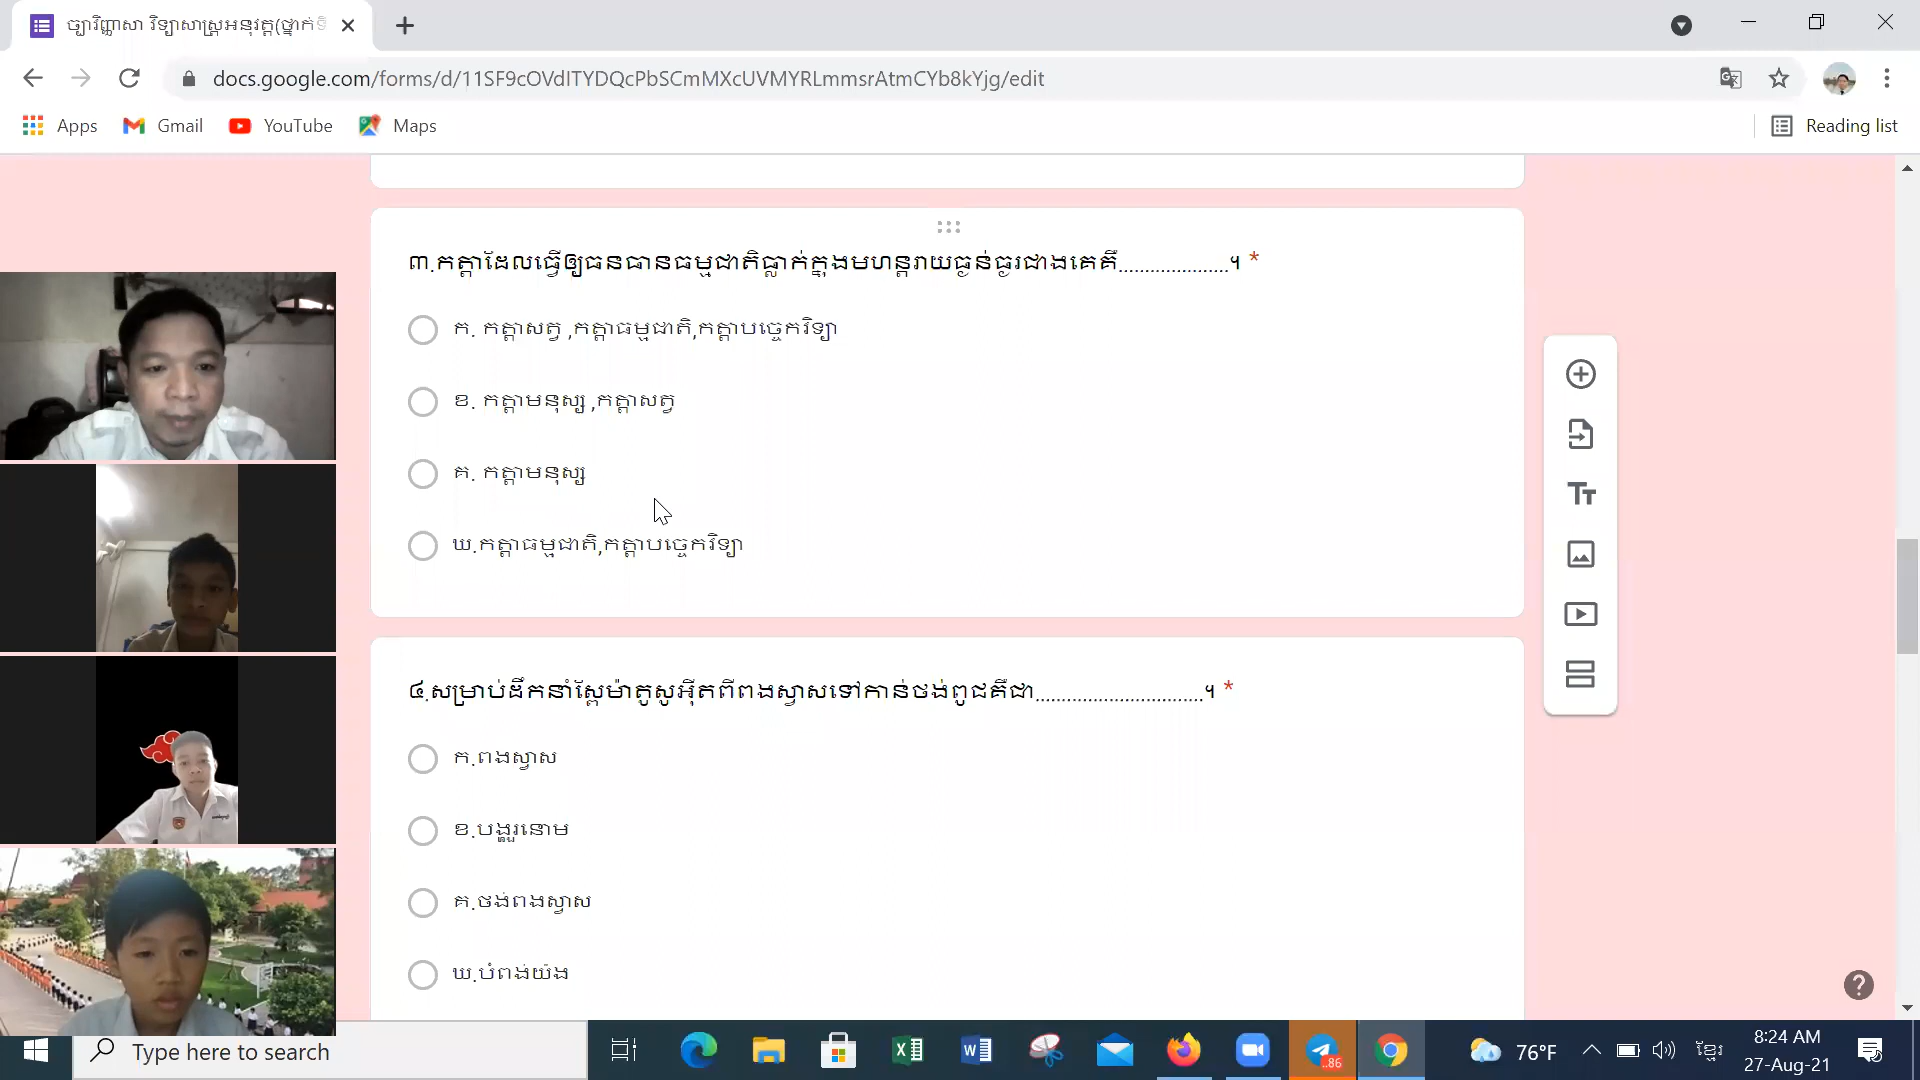 ច្បាវិញ្ញាសា វិទ្យាសាស្ត្រអនុវត្ត(ថ្នាក់ទី
docs.google.com/forms/d/11SF9cOVdITYDQcPbSCmMXcUVMYRLmmsrAtmCYb8kYjg/edit
Apps Gmail YouTube Maps Reading list
៣.កត្តាដែលធ្វើឲ្យធនធានធម្មជាតិធ្លាក់ក្នុងមហន្តរាយធ្ងន់ធ្ងរជាងគេគឺ.....................។ *
ក. កត្តាសត្វ ,កត្តាធម្មជាតិ,កត្តាបច្ចេកវិទ្យា
ខ. កត្តាមនុស្ស ,កត្តាសត្វ
គ. កត្តាមនុស្ស
ឃ.កត្តាធម្មជាតិ,កត្តាបច្ចេកវិទ្យា
៤.សម្រាប់ដឹកនាំស្ពែម៉ាតូសូអ៊ីតពីពងស្វាសទៅកាន់ថង់ពូជគឺជា................................។ *
ក.ពងស្វាស
ខ.បង្ហួរនោម
គ.ថង់ពងស្វាស
ឃ.បំពង់យ៉ង
Type here to search
..86
76°F
ខ្មែរ
8:24 AM
27-Aug-21